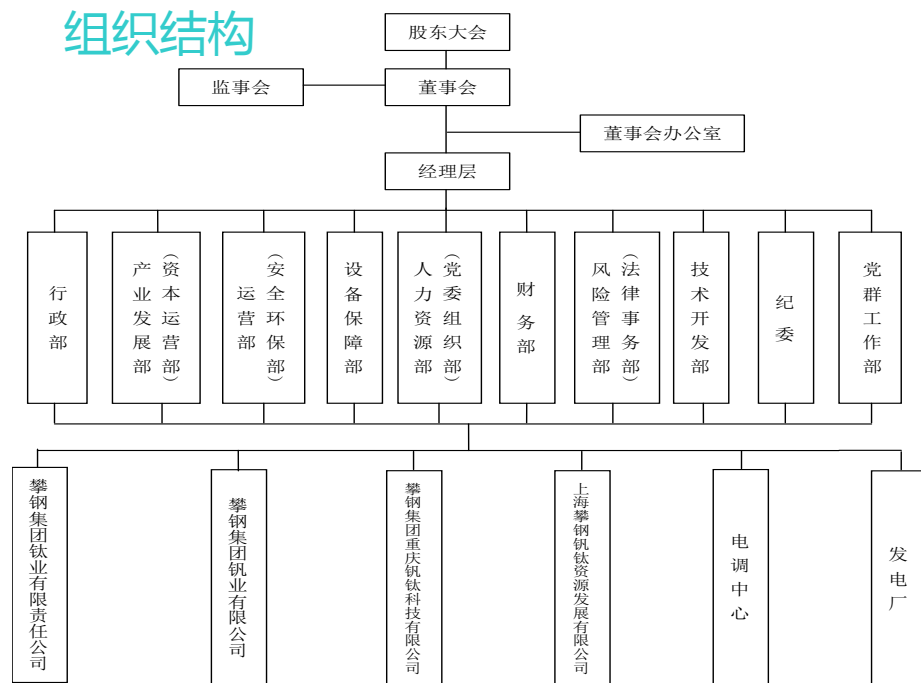 组织结构
股东大会
监事会
董事会
董事会办公室
经理层
行政部
产业发展部
（资本运营部）
运营部
（安全环保部）
设备保障部
人力资源部
（党委组织部）
财务部
风险管理部
（法律事务部）
技术开发部
纪委
党群工作部
攀钢集团钛业有限责任公司
攀钢集团钒业有限公司
攀钢集团重庆钒钛科技有限公司
上海攀钢钒钛资源发展有限公司
电调中心
发电厂